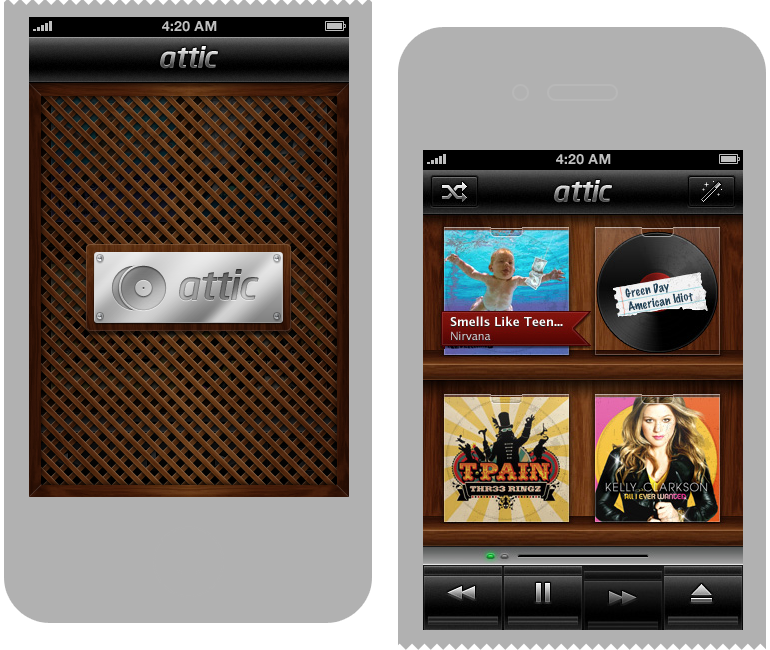 4:20 AM
attic
attic
4:20 AM
attic
Smells Like Teen...
Nirvana
Green Day
American Idiot
T-PAIN
THR33 RINGZ
KELLY CLARKSON
ALL I EVER WANTED